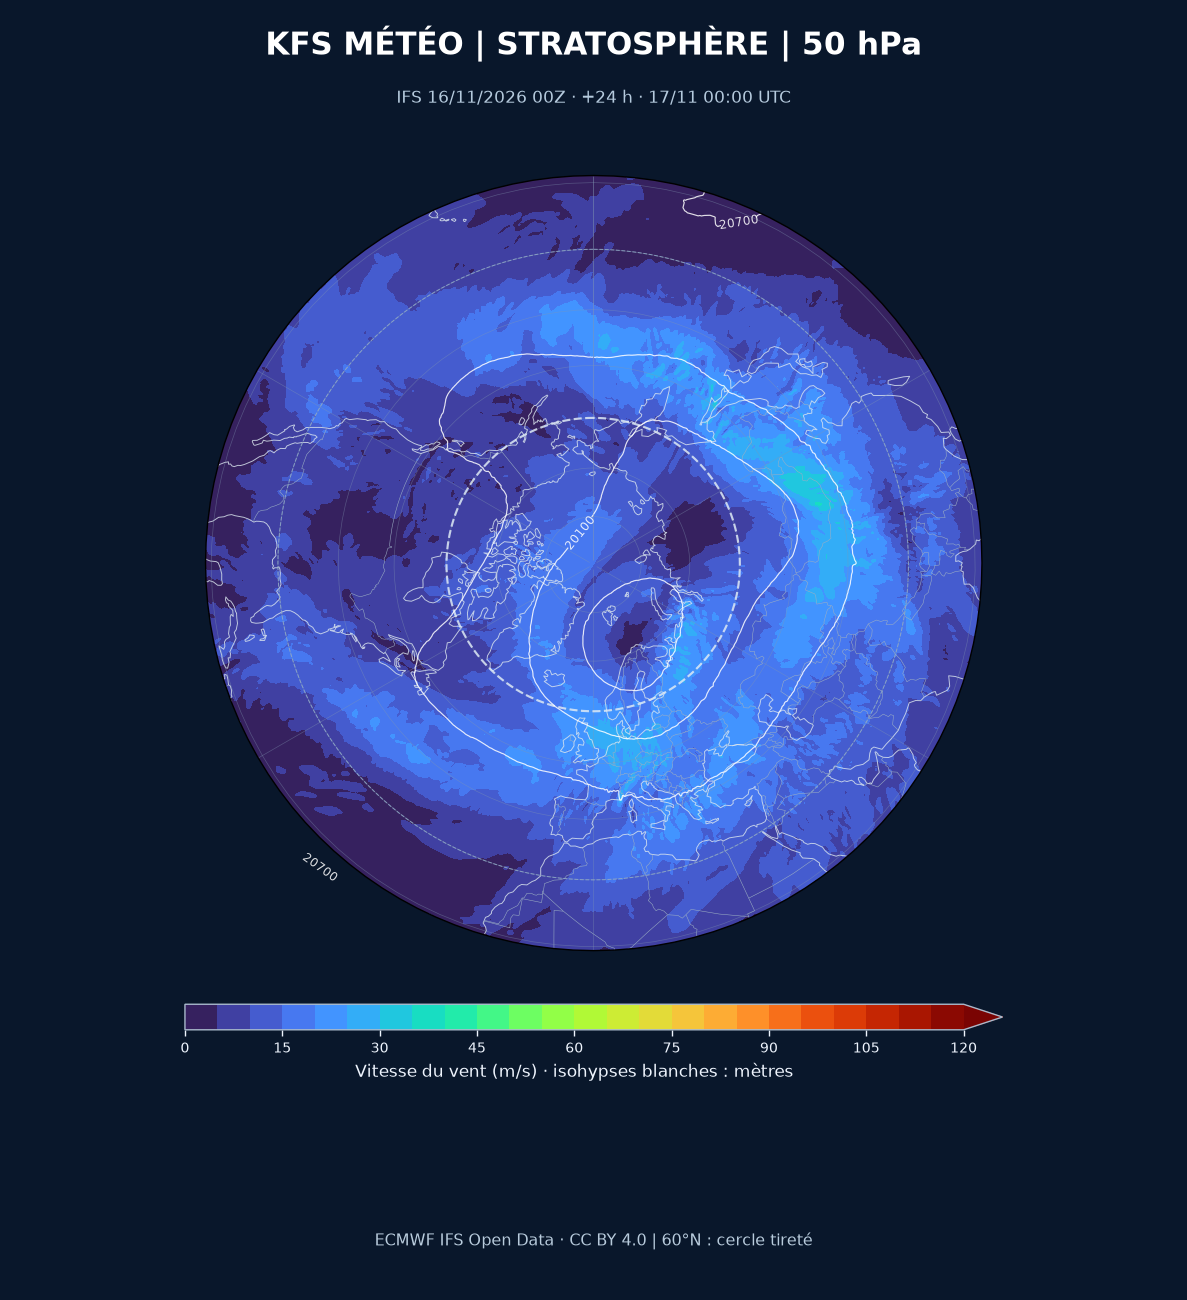 KFS MÉTÉO | STRATOSPHÈRE | 50 hPa
IFS 16/11/2026 00Z · +24 h · 17/11 00:00 UTC
20700
20100
20700
0 15 30 45 60 75 90 105 120
Vitesse du vent (m/s) · isohypses blanches : mètres
ECMWF IFS Open Data · CC BY 4.0 | 60°N : cercle tireté